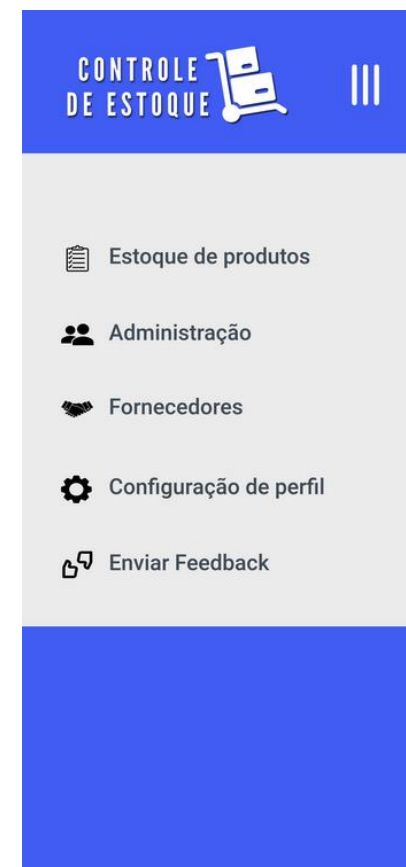 CONTROLE
DE ESTOQUE
Estoque de produtos
Administração
Fornecedores
Configuração de perfil
Enviar Feedback